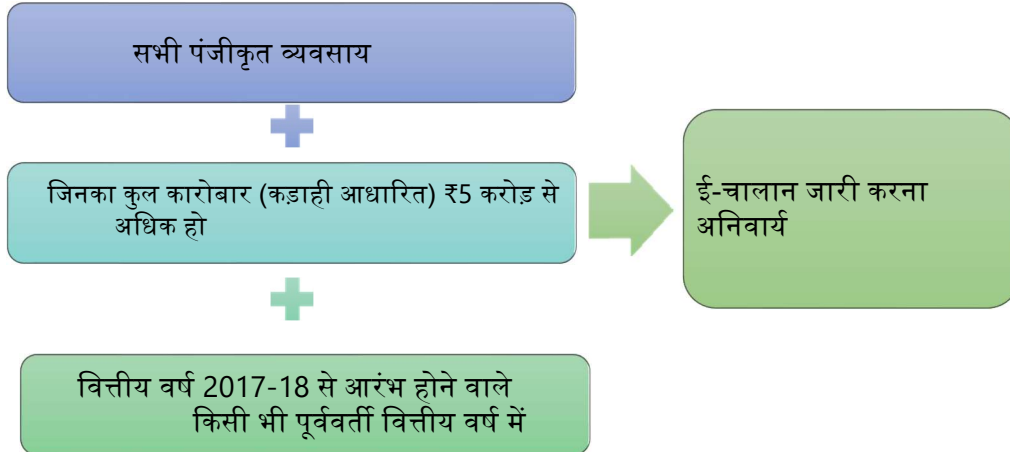 सभी पंजीकृत व्यवसाय
जिनका कुल कारोबार (कड़ाही आधारित) ₹5 करोड़ से
अधिक हो
ई-चालान जारी करना
अनिवार्य
वित्तीय वर्ष 2017-18 से आरंभ होने वाले
किसी भी पूर्ववर्ती वित्तीय वर्ष में